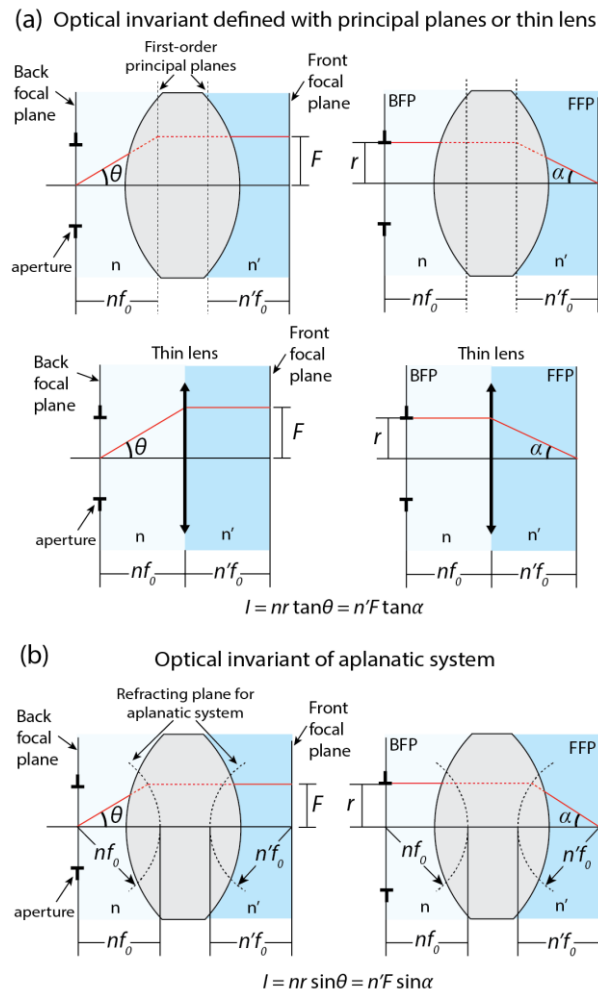 (a) Optical invariant defined with principal planes or thin lens
First-order
principal planes
Back
focal
plane
Front
focal
plane
θ
F
aperture
n
n'
nf₀
n'f₀
BFP
FFP
r
α
n
n'
nf₀
n'f₀
Thin lens
Back
focal
plane
Front
focal
plane
θ
F
aperture
n
n'
nf₀
n'f₀
Thin lens
BFP
FFP
r
α
n
n'
nf₀
n'f₀
I = nr tanθ = n'F tanα
(b) Optical invariant of aplanatic system
Refracting plane for
aplanatic system
Back
focal
plane
Front
focal
plane
θ
F
nf₀
n'f₀
aperture
n
n'
nf₀
n'f₀
BFP
FFP
r
α
nf₀
n'f₀
n
n'
nf₀
n'f₀
I = nr sinθ = n'F sinα